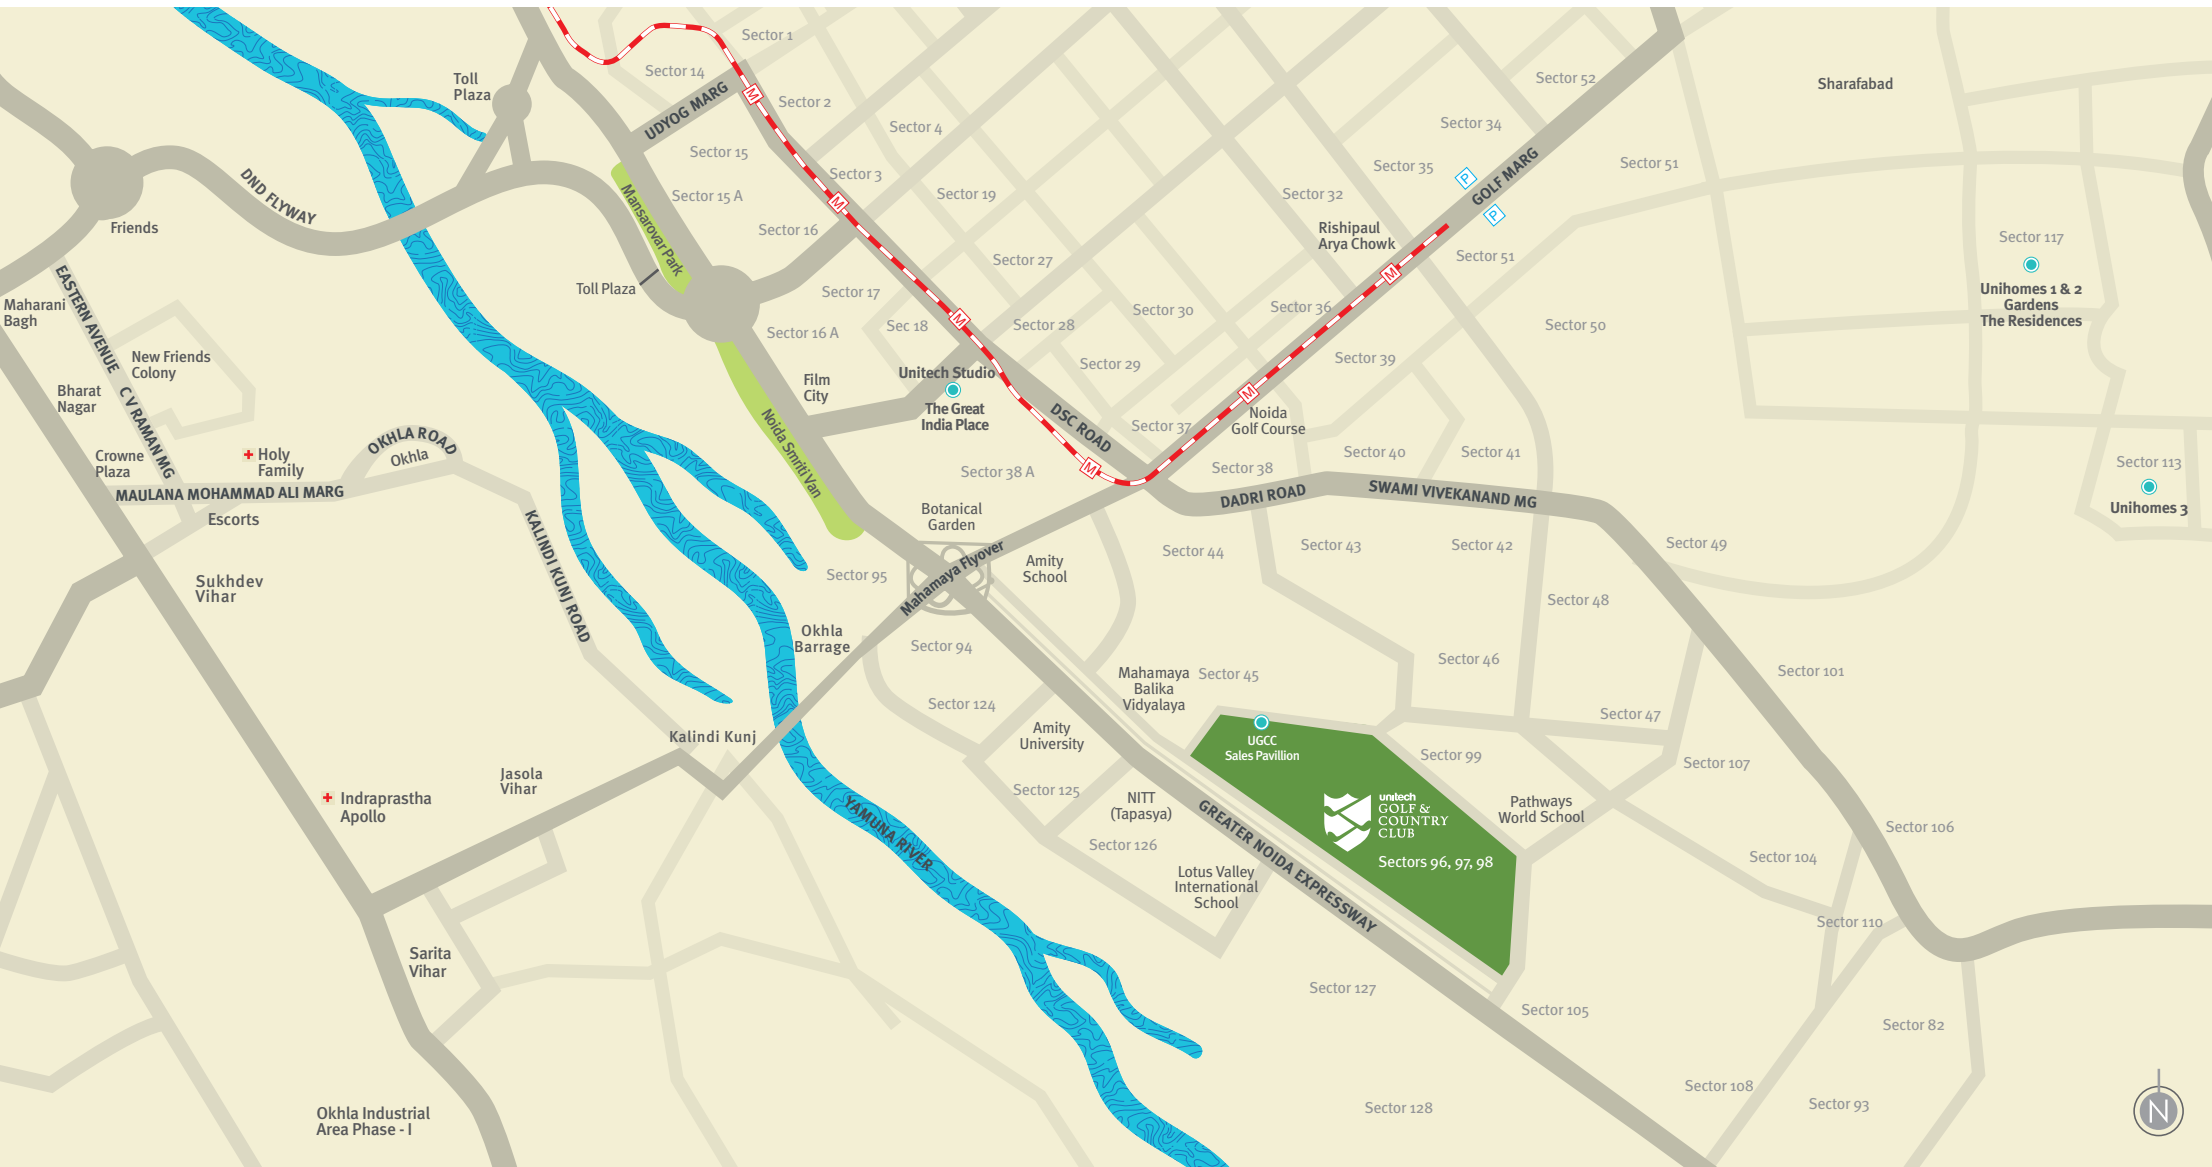 Sector 1
Sector 14
Toll
Plaza
UDYOG MARG
M
Sector 2
Sector 4
Sector 52
Sharafabad
Sector 34
Sector 15
Sector 3
Sector 35
P
GOLF MARG
Sector 51
DND FLYWAY
Mansarovar Park
Sector 15 A
M
Sector 19
Sector 32
P
Friends
Sector 16
Rishipaul
Arya Chowk
Sector 117
Sector 27
Sector 51
M
Toll Plaza
Sector 17
Unihomes 1 & 2
Gardens
The Residences
EASTERN AVENUE
Maharani
Bagh
Sector 16 A
Sec 18
M
Sector 28
Sector 30
Sector 36
Sector 50
New Friends
Colony
Sector 29
Sector 39
Unitech Studio
Film
City
Bharat
Nagar
C V RAMAN MG
The Great
India Place
M
DSC ROAD
Noida
Golf Course
Sector 37
Noida Smriti Van
OKHLA ROAD
Okhla
Holy
Family
Crowne
Plaza
Sector 38 A
M
Sector 38
Sector 40
Sector 41
Sector 113
MAULANA MOHAMMAD ALI MARG
DADRI ROAD
SWAMI VIVEKANAND MG
Unihomes 3
Escorts
Botanical
Garden
KALINDI KUNJ ROAD
Sector 44
Sector 43
Sector 42
Sector 49
Amity
School
Mahamaya Flyover
Sector 95
Sukhdev
Vihar
Sector 48
Okhla
Barrage
Sector 94
Sector 46
Mahamaya
Balika
Vidyalaya
Sector 45
Sector 101
Sector 124
Sector 47
Kalindi Kunj
Amity
University
UGCC
Sales Pavillion
Sector 99
Sector 107
Jasola
Vihar
Sector 125
NITT
(Tapasya)
unitech
GOLF &
COUNTRY
CLUB
Sectors 96, 97, 98
Pathways
World School
Indraprastha
Apollo
YAMUNA RIVER
GREATER NOIDA EXPRESSWAY
Sector 106
Sector 126
Sector 104
Lotus Valley
International
School
Sector 110
Sarita
Vihar
Sector 127
Sector 105
Sector 82
Sector 108
Sector 93
Sector 128
Okhla Industrial
Area Phase - I
N